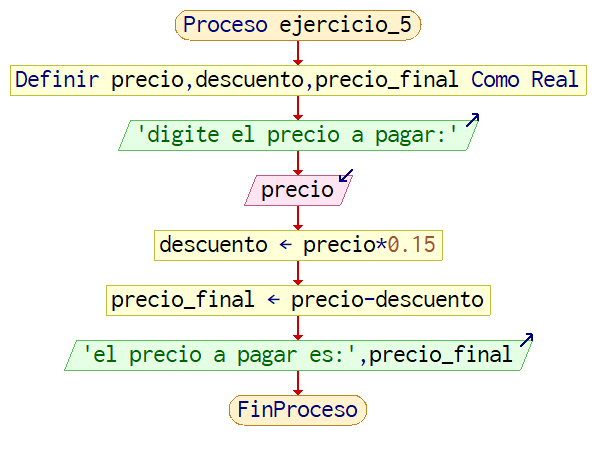 Proceso ejercicio_5
Definir precio,descuento,precio_final Como Real
'digite el precio a pagar:'
precio
descuento ← precio*0.15
precio_final ← precio-descuento
'el precio a pagar es:',precio_final
FinProceso